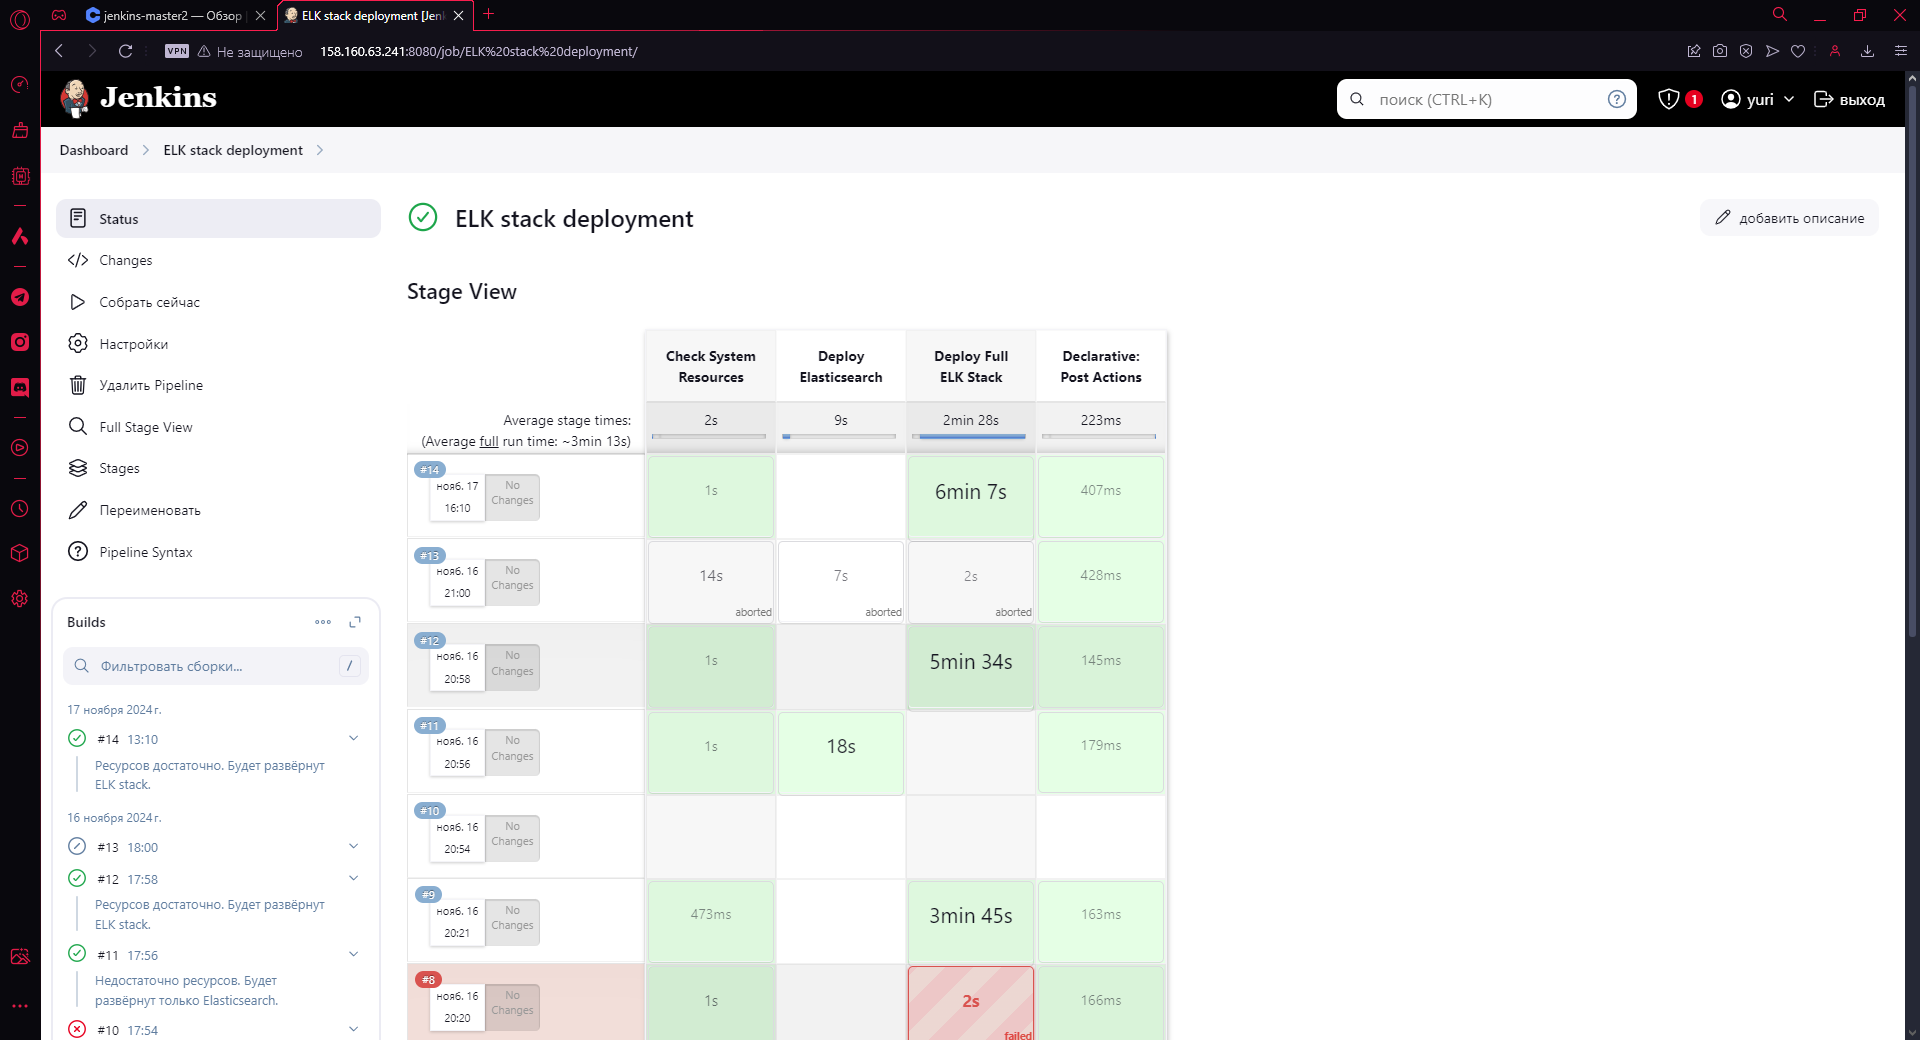 jenkins-master2 — Обзор
ELK stack deployment [Jen
VPN
Не защищено
158.160.63.241:8080/job/ELK%20stack%20deployment/
Jenkins
поиск (CTRL+K)
?
1
yuri
выход
Dashboard
ELK stack deployment
Status
Changes
Собрать сейчас
Настройки
Удалить Pipeline
Full Stage View
Stages
Переименовать
Pipeline Syntax
ELK stack deployment
добавить описание
Stage View
Check System
Resources
Deploy
Elasticsearch
Deploy Full
ELK Stack
Declarative:
Post Actions
Average stage times:
(Average full run time: ~3min 13s)
2s
9s
2min 28s
223ms
#14
нояб. 17
16:10
No
Changes
1s
6min 7s
407ms
#13
нояб. 16
21:00
No
Changes
14s
aborted
7s
aborted
2s
aborted
428ms
#12
нояб. 16
20:58
No
Changes
1s
5min 34s
145ms
#11
нояб. 16
20:56
No
Changes
1s
18s
179ms
#10
нояб. 16
20:54
No
Changes
#9
нояб. 16
20:21
No
Changes
473ms
3min 45s
163ms
#8
нояб. 16
20:20
No
Changes
1s
2s
failed
166ms
Builds
Фильтровать сборки...
/
17 ноября 2024 г.
#14 13:10
Ресурсов достаточно. Будет развёрнут
ELK stack.
16 ноября 2024 г.
#13 18:00
#12 17:58
Ресурсов достаточно. Будет развёрнут
ELK stack.
#11 17:56
Недостаточно ресурсов. Будет
развёрнут только Elasticsearch.
#10 17:54